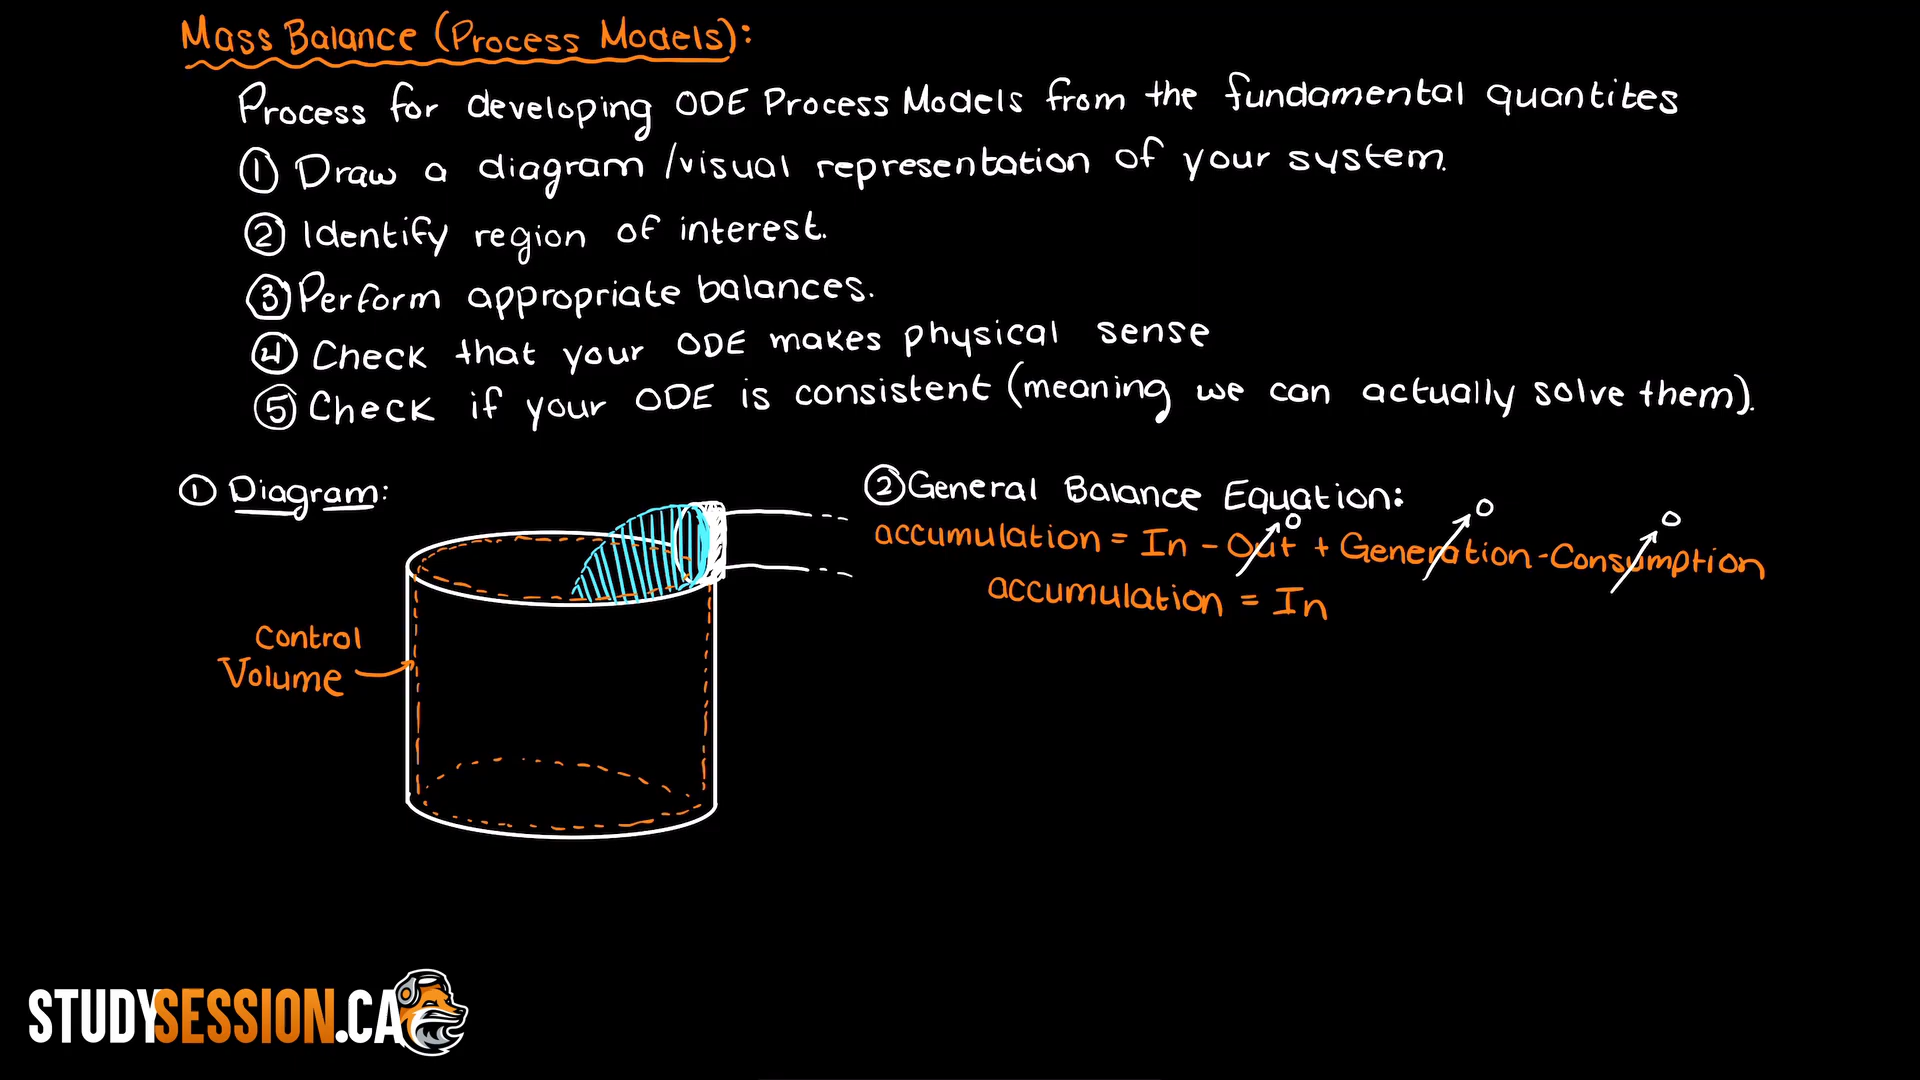 Mass Balance (Process Models):
Process for developing ODE Process Models from the fundamental quantites
① Draw a diagram /visual representation of your system.
② Identify region of interest.
③ Perform appropriate balances.
④ Check that your ODE makes physical sense
⑤ Check if your ODE is consistent (meaning we can actually solve them).
① Diagram:
Control
Volume
② General Balance Equation:
0 0 0
accumulation = In - Out + Generation - Consumption
accumulation = In
STUDYSESSION.CA